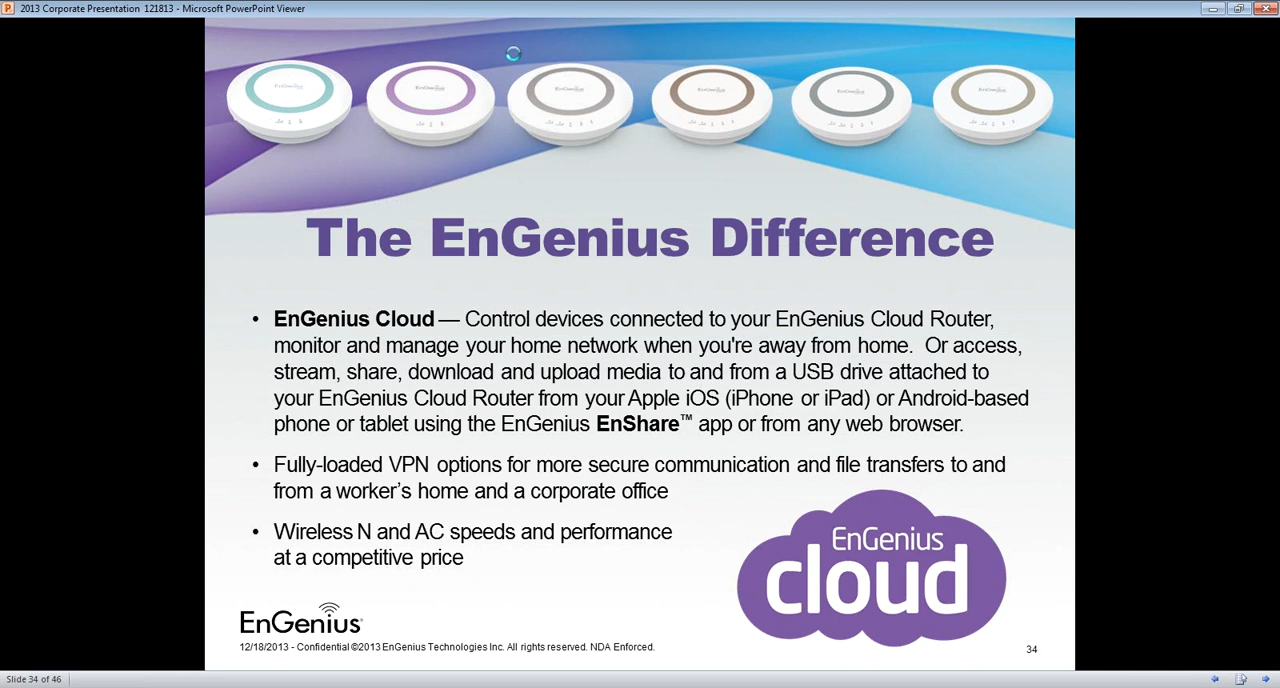 2013 Corporate Presentation 121813 - Microsoft PowerPoint Viewer
EnGenius EnGenius EnGenius EnGenius EnGenius EnGenius
The EnGenius Difference
• EnGenius Cloud — Control devices connected to your EnGenius Cloud Router,
monitor and manage your home network when you're away from home. Or access,
stream, share, download and upload media to and from a USB drive attached to
your EnGenius Cloud Router from your Apple iOS (iPhone or iPad) or Android-based
phone or tablet using the EnGenius EnShare™ app or from any web browser.
• Fully-loaded VPN options for more secure communication and file transfers to and
from a worker’s home and a corporate office
• Wireless N and AC speeds and performance
at a competitive price
EnGenius
cloud
EnGenius
12/18/2013 - Confidential ©2013 EnGenius Technologies Inc. All rights reserved. NDA Enforced.
34
Slide 34 of 46